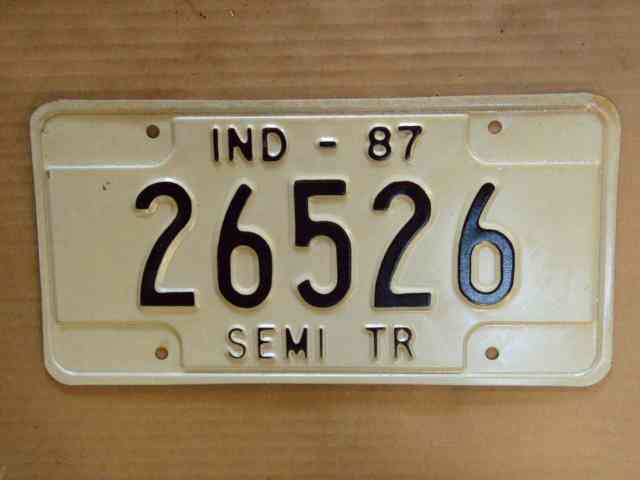 IND - 87
26526
SEMI TR